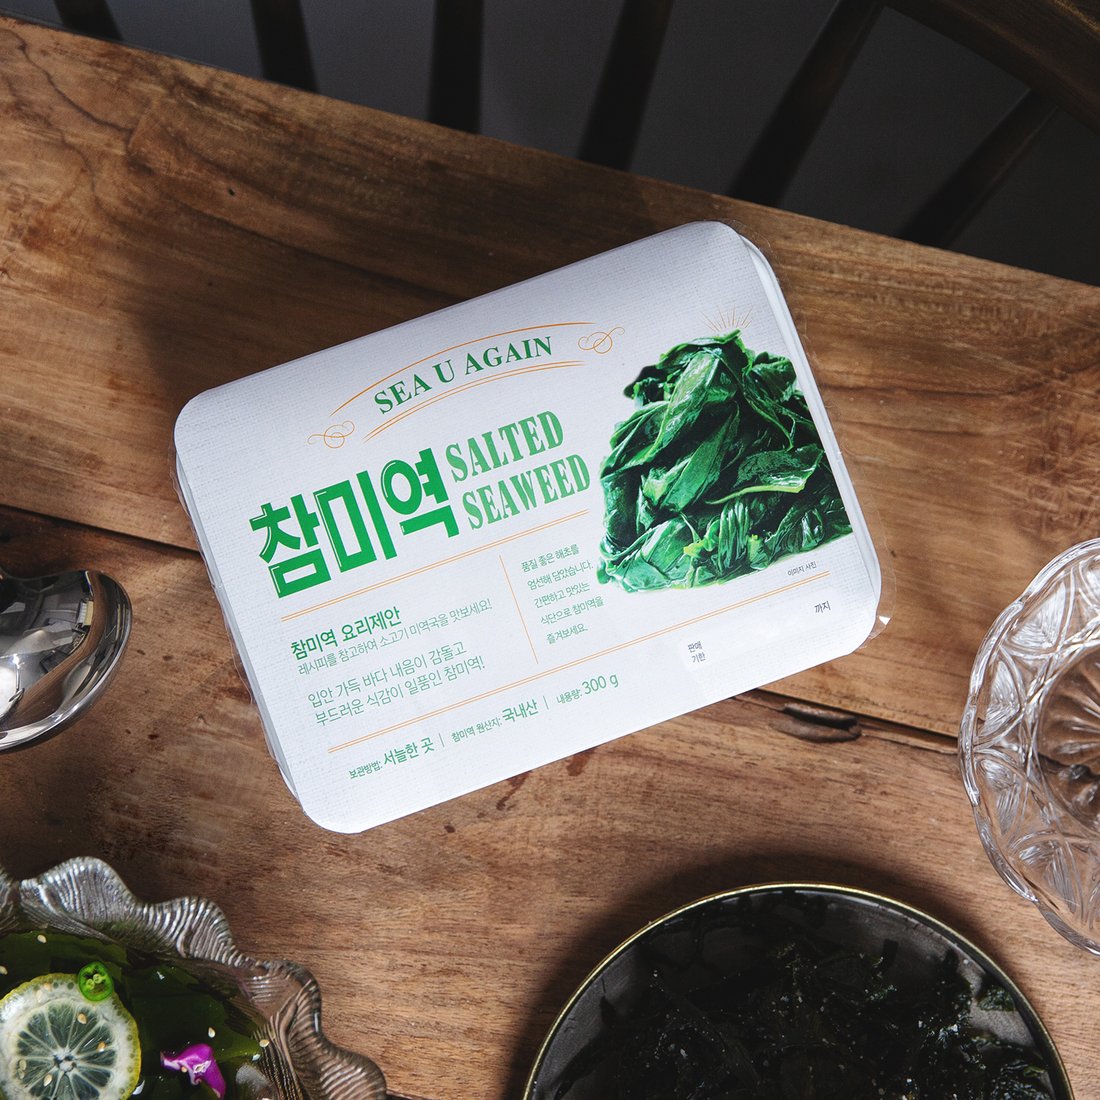 SEA U AGAIN
참미역
SALTED
SEAWEED
참미역 요리제안
레시피를 참고하여 소고기 미역국을 맛보세요!
입안 가득 바다 내음이 감돌고
부드러운 식감이 일품인 참미역!
품질 좋은 해초를
엄선해 담았습니다.
간편하고 맛있는
식단으로 참미역을
즐겨보세요.
이미지 사진
보관방법: 서늘한 곳 | 참미역 원산지: 국내산 | 내용량: 300 g
판매
기한
까지